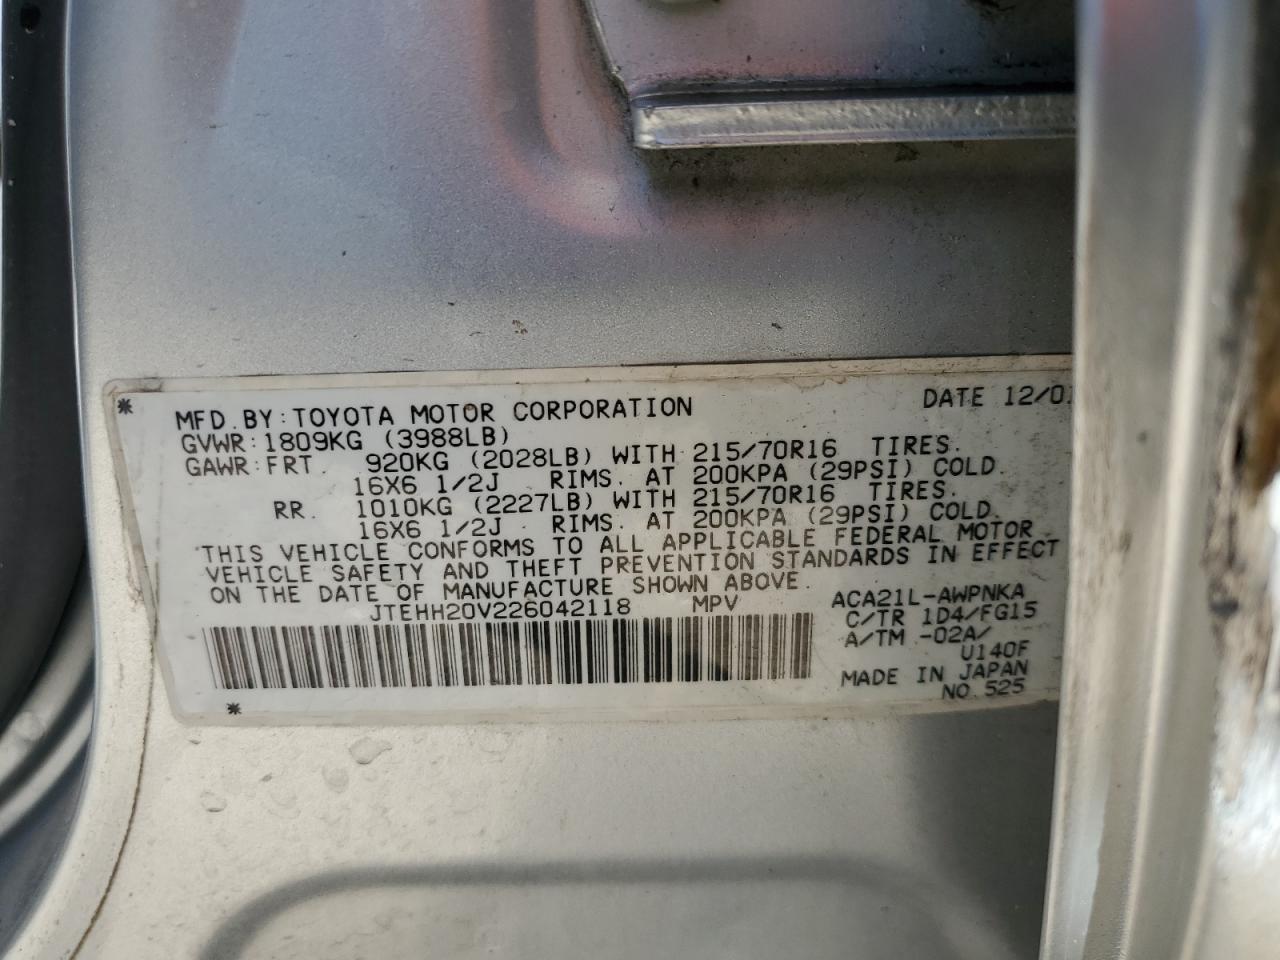 MFD. BY: TOYOTA MOTOR CORPORATION DATE 12/01
GVWR: 1809KG (3988LB)
GAWR: FRT. 920KG (2028LB) WITH 215/70R16 TIRES.
16X6 1/2J RIMS. AT 200KPA (29PSI) COLD.
RR. 1010KG (2227LB) WITH 215/70R16 TIRES.
16X6 1/2J RIMS. AT 200KPA (29PSI) COLD.
THIS VEHICLE CONFORMS TO ALL APPLICABLE FEDERAL MOTOR
VEHICLE SAFETY AND THEFT PREVENTION STANDARDS IN EFFECT
ON THE DATE OF MANUFACTURE SHOWN ABOVE.
JTEHH20V226042118 MPV
ACA21L-AWPNKA
C/TR 1D4/FG15
A/TM -02A/
U140F
MADE IN JAPAN
NO. 525